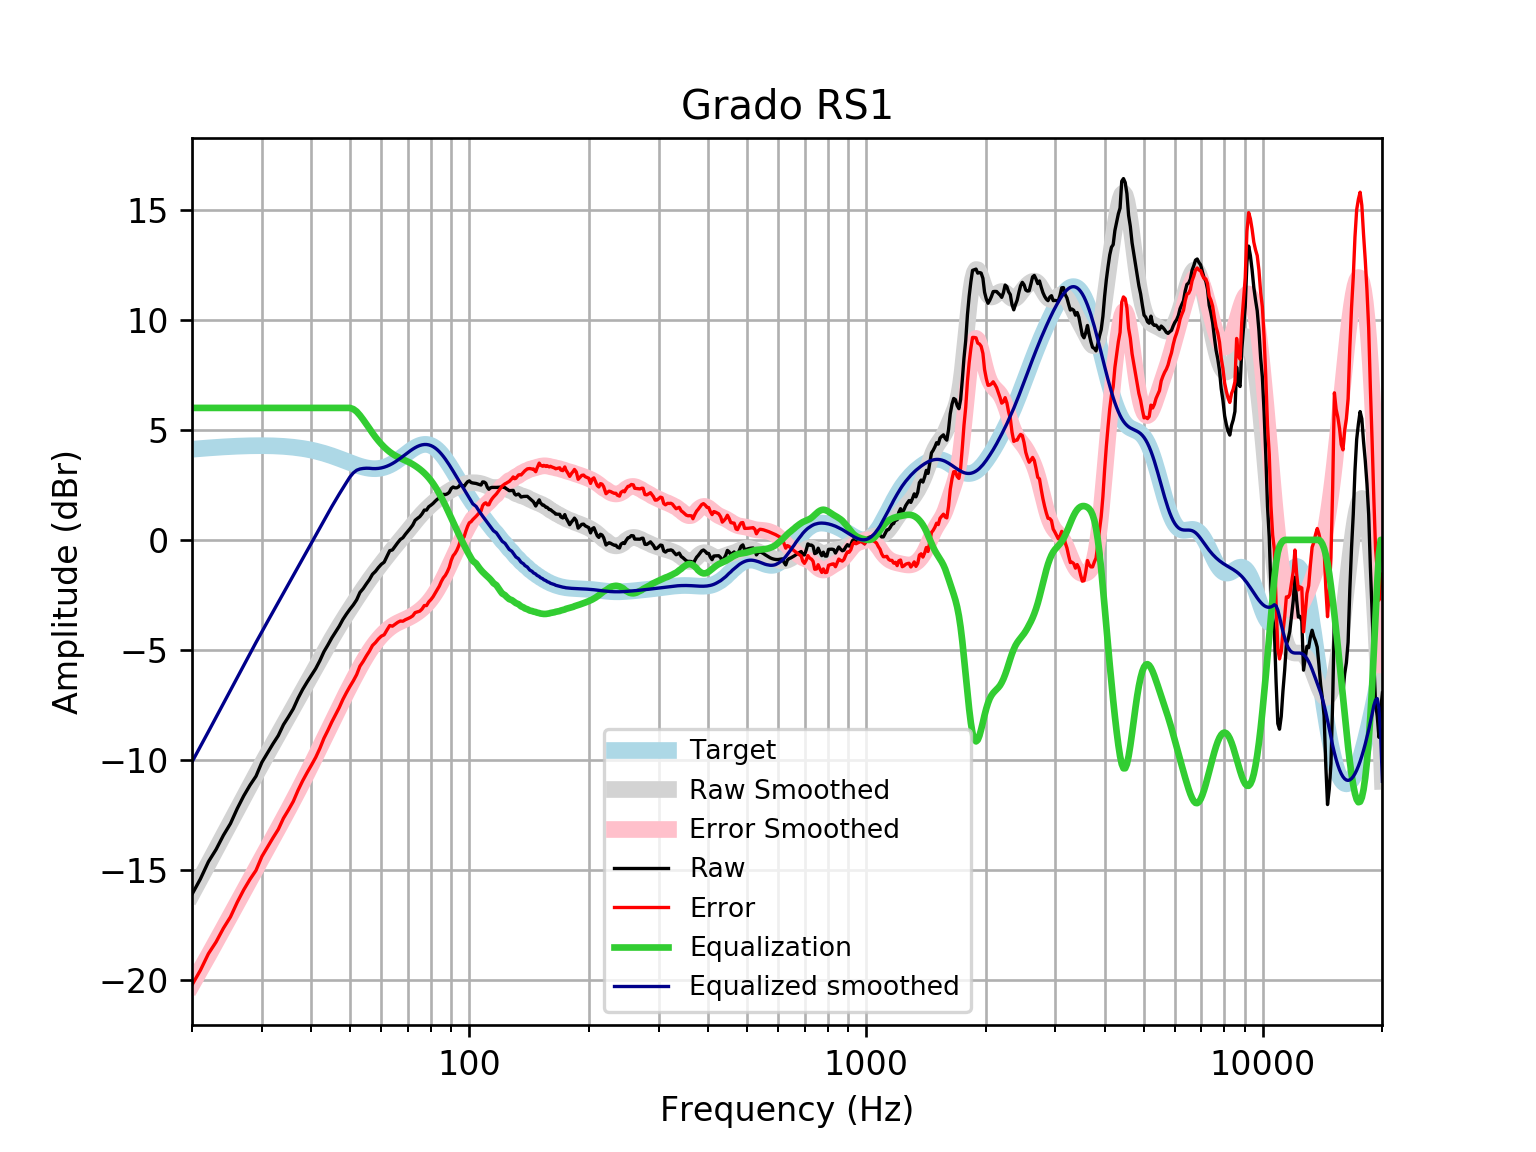 Grado RS1
Amplitude (dBr)
15
10
5
0
−5
−10
−15
−20
Target
Raw Smoothed
Error Smoothed
Raw
Error
Equalization
Equalized smoothed
100
1000
10000
Frequency (Hz)